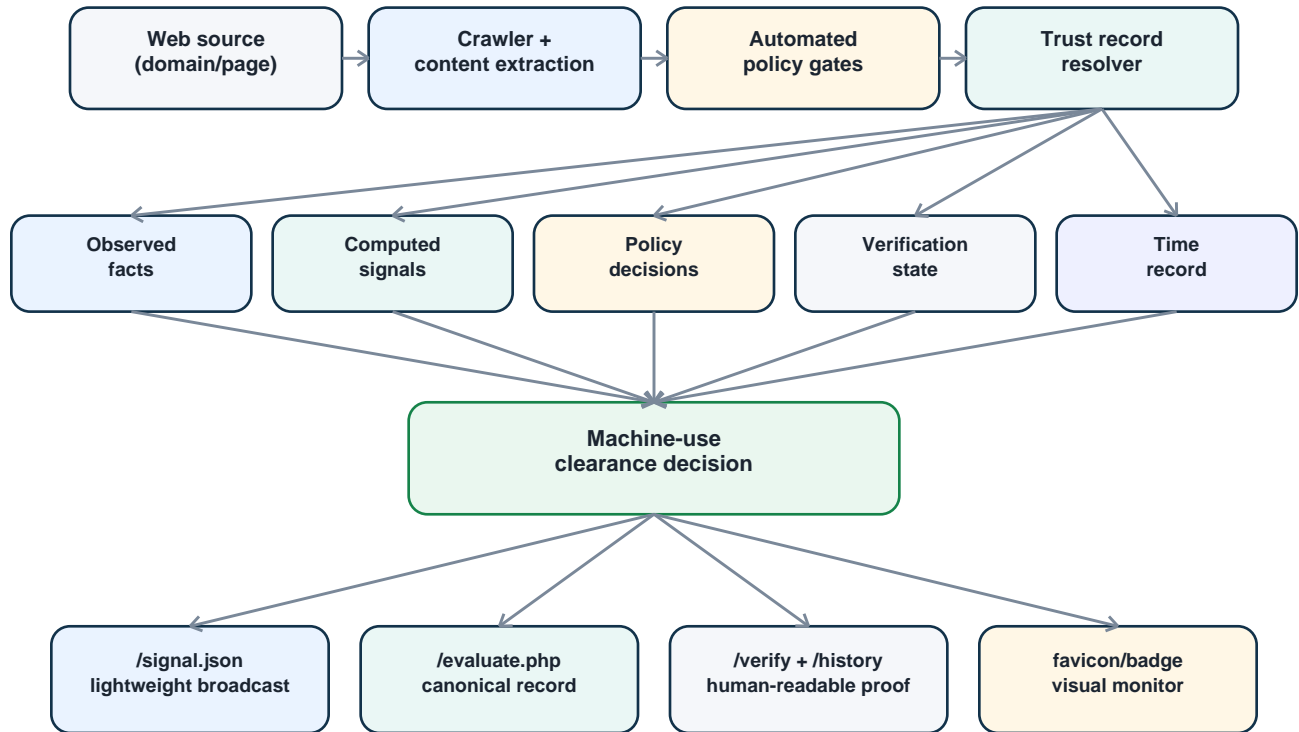 Web source
(domain/page)
Crawler +
content extraction
Automated
policy gates
Trust record
resolver
Observed
facts
Computed
signals
Policy
decisions
Verification
state
Time
record
Machine-use
clearance decision
/signal.json
lightweight broadcast
/evaluate.php
canonical record
/verify + /history
human-readable proof
favicon/badge
visual monitor